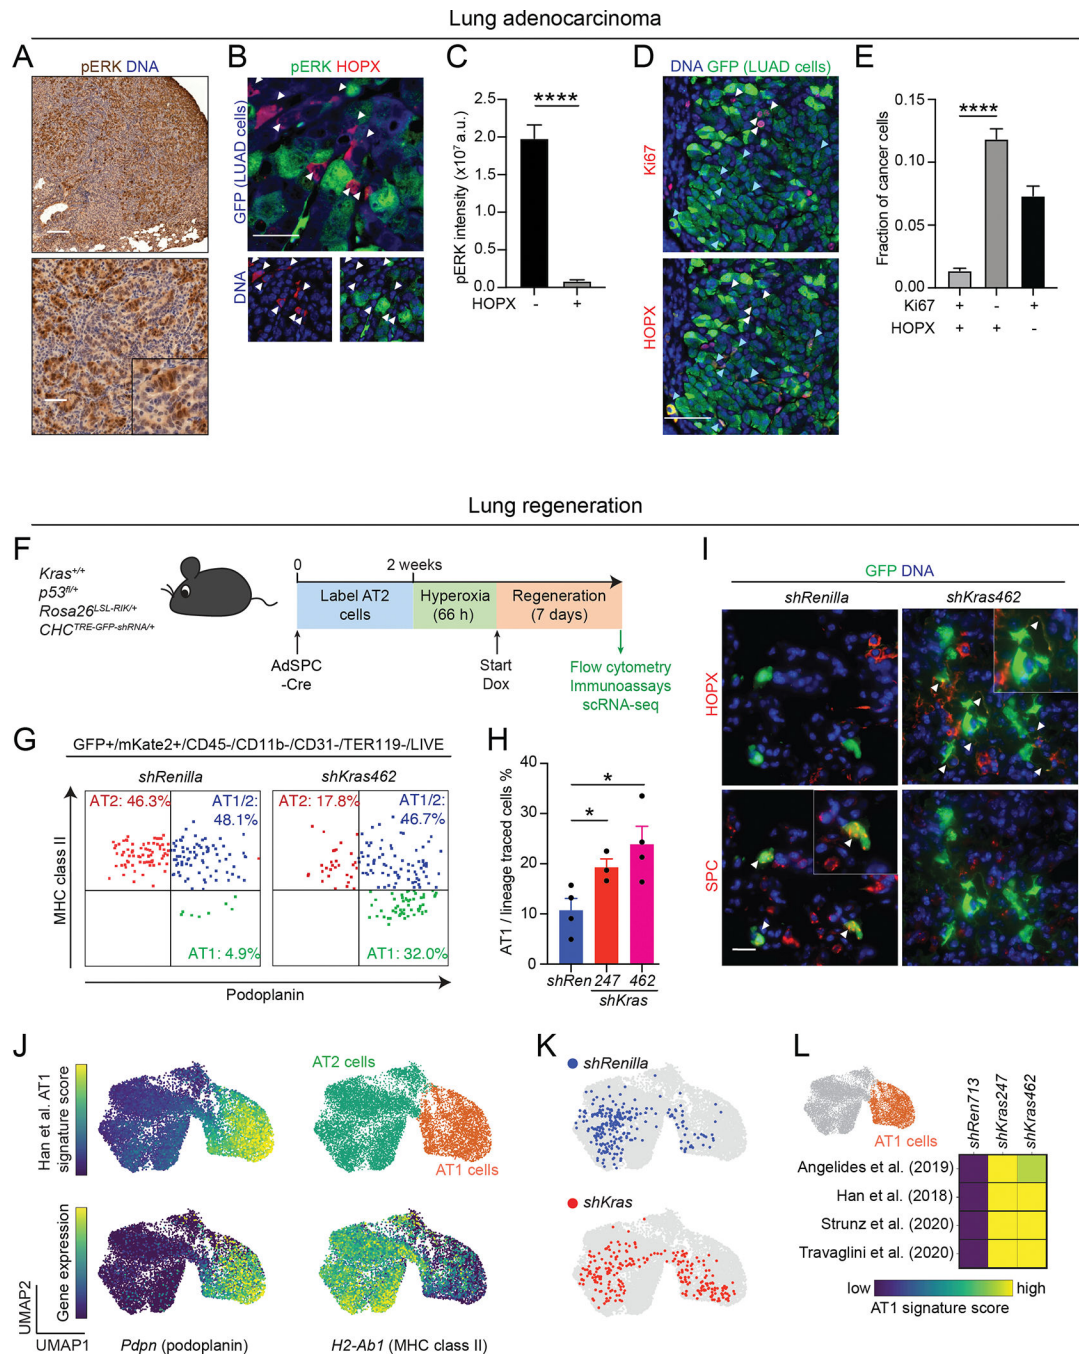 Lung adenocarcinoma
A
pERK DNA
B
pERK HOPX
GFP (LUAD cells)
DNA
C
****
2.5
2.0
1.5
1.0
0.5
0.0
pERK intensity (x10⁷ a.u.)
HOPX - +
D
DNA GFP (LUAD cells)
Ki67
HOPX
E
****
0.15
0.10
0.05
0.00
Fraction of cancer cells
Ki67 + - +
HOPX + + -
Lung regeneration
F
Kras+/+
p53fl/+
Rosa26LSL-RIK/+
CHCTRE-GFP-shRNA/+
0 2 weeks
Label AT2 cells
Hyperoxia (66 h)
Regeneration (7 days)
AdSPC -Cre
Start Dox
Flow cytometry
Immunoassays
scRNA-seq
G
GFP+/mKate2+/CD45-/CD11b-/CD31-/TER119-/LIVE
shRenilla
shKras462
AT2: 46.3%
AT1/2: 48.1%
AT1: 4.9%
AT2: 17.8%
AT1/2: 46.7%
AT1: 32.0%
MHC class II
Podoplanin
H
40
30
20
10
0
*
*
AT1 / lineage traced cells %
shRen 247 462
shKras
I
GFP DNA
shRenilla
shKras462
HOPX
SPC
J
Han et al. AT1 signature score
AT2 cells
AT1 cells
Gene expression
UMAP2
UMAP1
Pdpn (podoplanin)
H2-Ab1 (MHC class II)
K
shRenilla
shKras
L
AT1 cells
shRen713
shKras247
shKras462
Angelides et al. (2019)
Han et al. (2018)
Strunz et al. (2020)
Travaglini et al. (2020)
low high
AT1 signature score